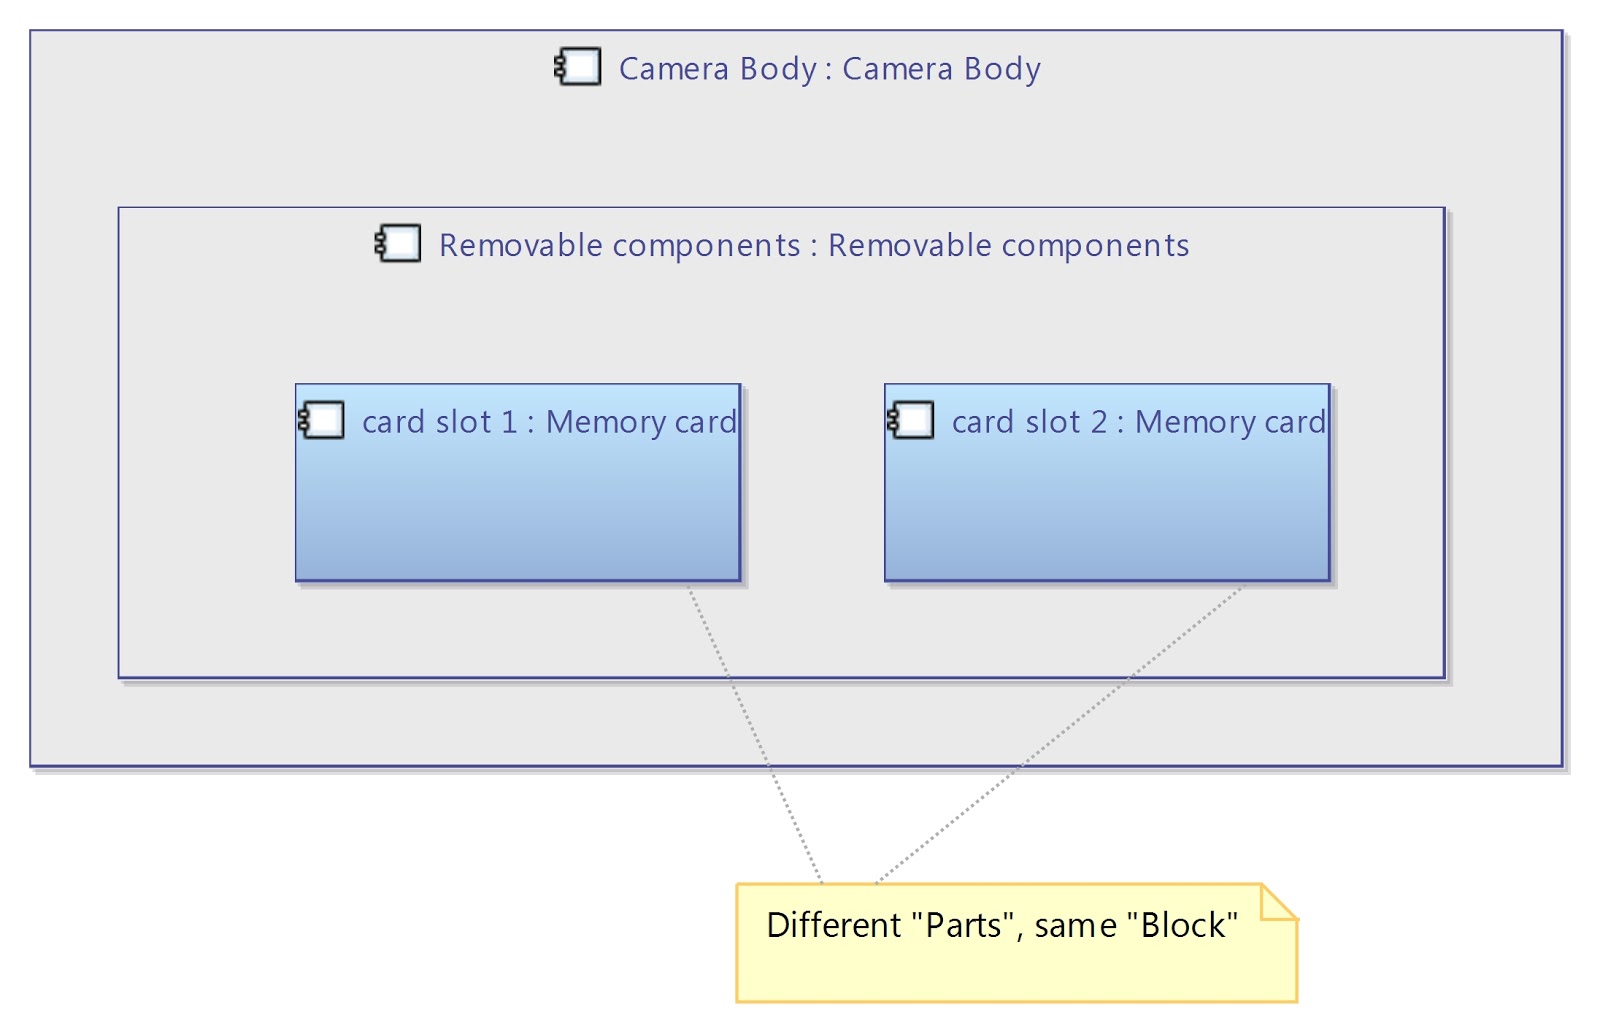 Camera Body : Camera Body
Removable components : Removable components
card slot 1 : Memory card
card slot 2 : Memory card
Different "Parts", same "Block"